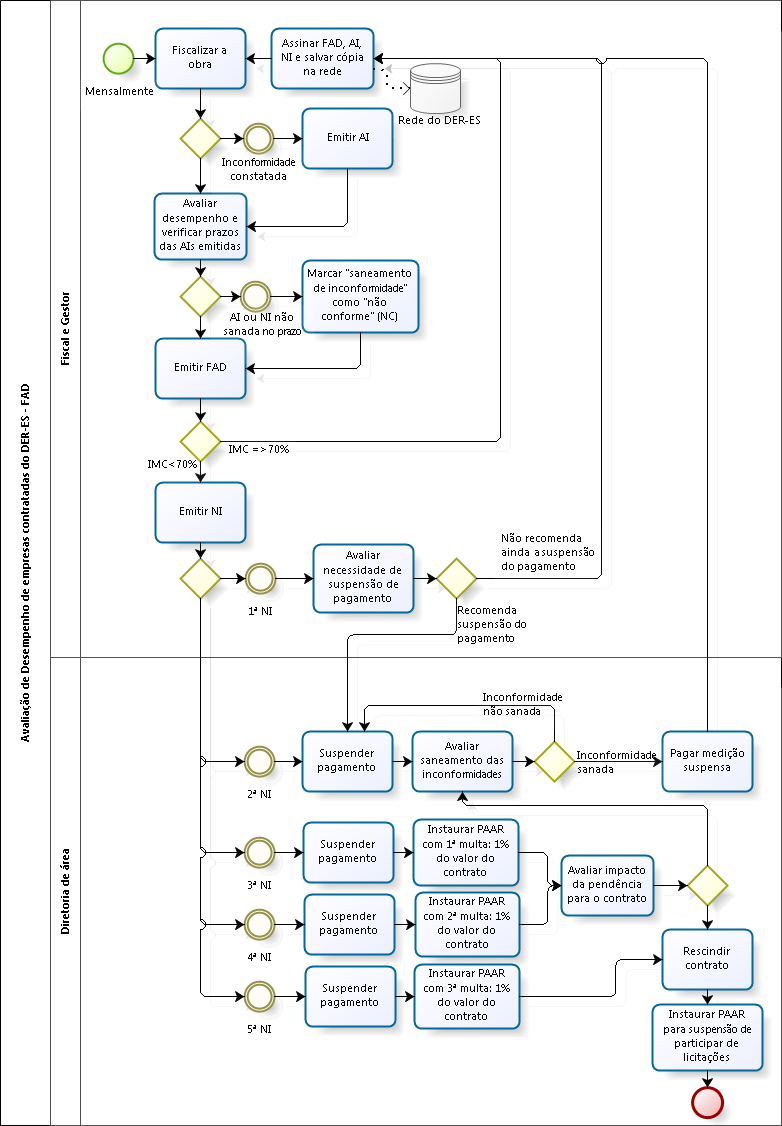 Avaliação de Desempenho de empresas contratadas do DER-ES - FAD
Fiscal e Gestor
Mensalmente
Fiscalizar a
obra
Assinar FAD, AI,
NI e salvar cópia
na rede
Rede do DER-ES
Inconformidade
constatada
Emitir AI
Avaliar
desempenho e
verificar prazos
das AIs emitidas
AI ou NI não
sanada no prazo
Marcar "saneamento
de inconformidade"
como "não
conforme" (NC)
Emitir FAD
IMC =>70%
IMC<70%
Emitir NI
1ª NI
Avaliar
necessidade de
suspensão de
pagamento
Não recomenda
ainda a suspensão
do pagamento
Recomenda
suspensão do
pagamento
Diretoria de área
2ª NI
Suspender
pagamento
Avaliar
saneamento das
inconformidades
Inconformidade
não sanada
Inconformidade
sanada
Pagar medição
suspensa
3ª NI
Suspender
pagamento
Instaurar PAAR
com 1ª multa: 1%
do valor do
contrato
4ª NI
Suspender
pagamento
Instaurar PAAR
com 2ª multa: 1%
do valor do
contrato
Avaliar impacto
da pendência
para o contrato
5ª NI
Suspender
pagamento
Instaurar PAAR
com 3ª multa: 1%
do valor do
contrato
Rescindir
contrato
Instaurar PAAR
para suspensão de
participar de
licitações